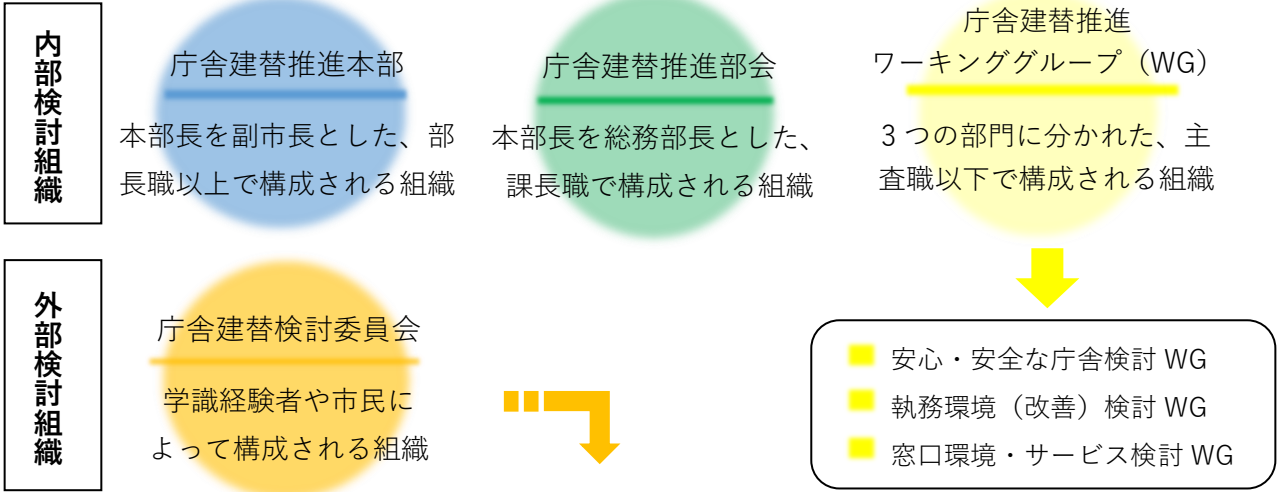 内部検討組織
庁舎建替推進本部
本部長を副市長とした、部
長職以上で構成される組織
庁舎建替推進部会
本部長を総務部長とした、
課長職で構成される組織
庁舎建替推進
ワーキンググループ（WG）
3つの部門に分かれた、主
査職以下で構成される組織
外部検討組織
庁舎建替検討委員会
学識経験者や市民に
よって構成される組織
安心・安全な庁舎検討 WG
執務環境（改善）検討 WG
窓口環境・サービス検討 WG